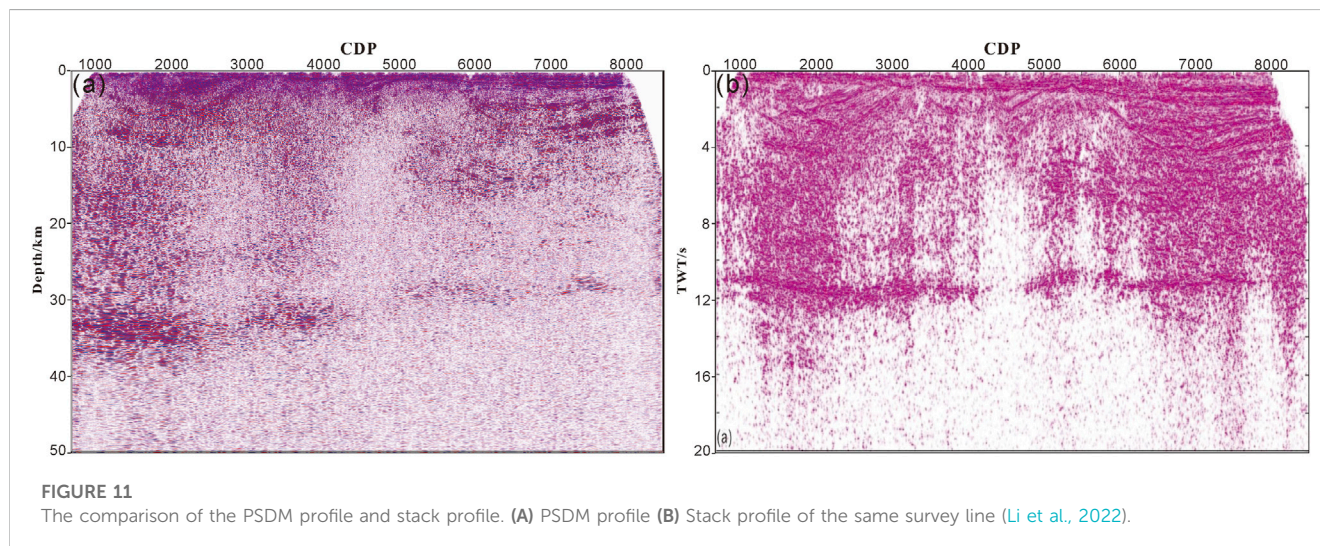 CDP
1000 2000 3000 4000 5000 6000 7000 8000
(a)
0
10
20
30
40
50
Depth/km
CDP
1000 2000 3000 4000 5000 6000 7000 8000
(b)
0
4
8
12
16
20
TWT/s
(a)
FIGURE 11
The comparison of the PSDM profile and stack profile. (A) PSDM profile (B) Stack profile of the same survey line (Li et al., 2022).